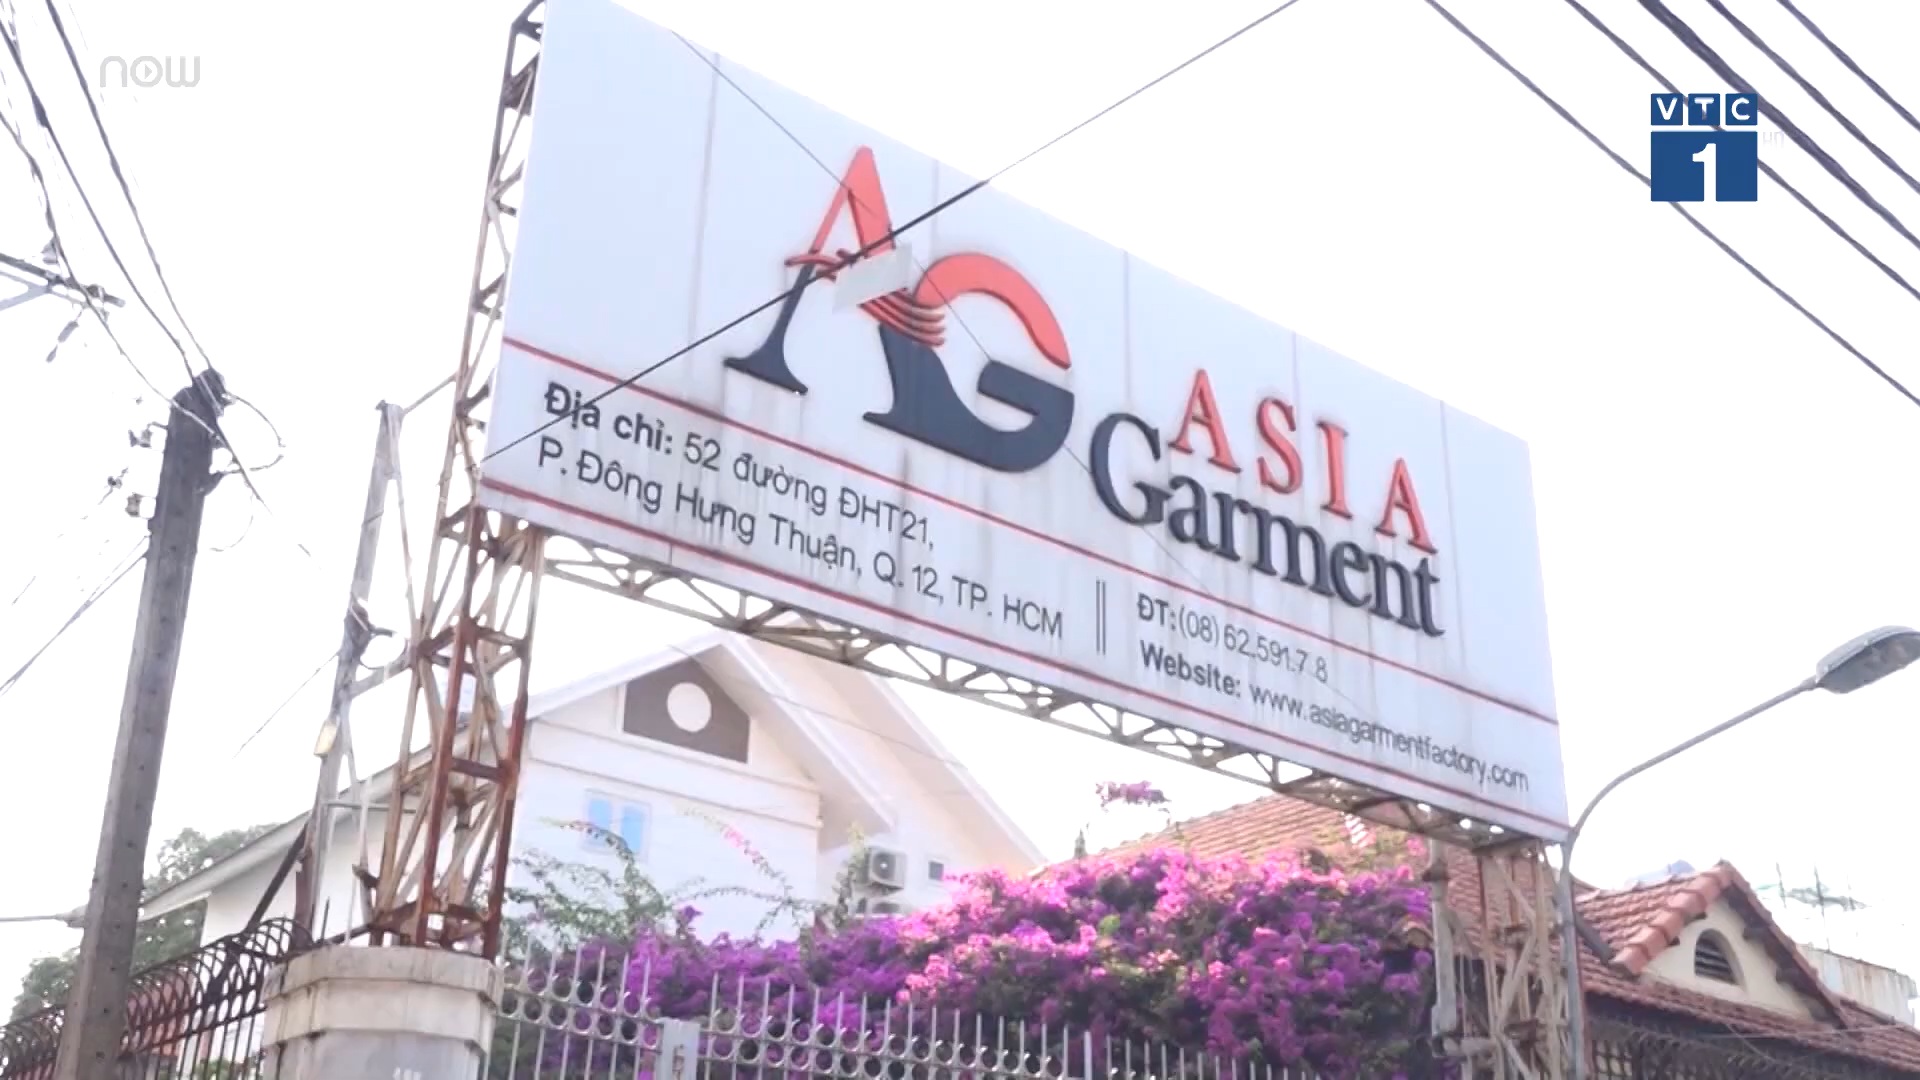 now
VTC
1
AG
ASIA
Garment
Địa chỉ: 52 đường ĐHT21,
P. Đông Hưng Thuận, Q. 12, TP. HCM
ĐT:(08) 62.591.7 8
Website: www.asiagarmentfactory.com